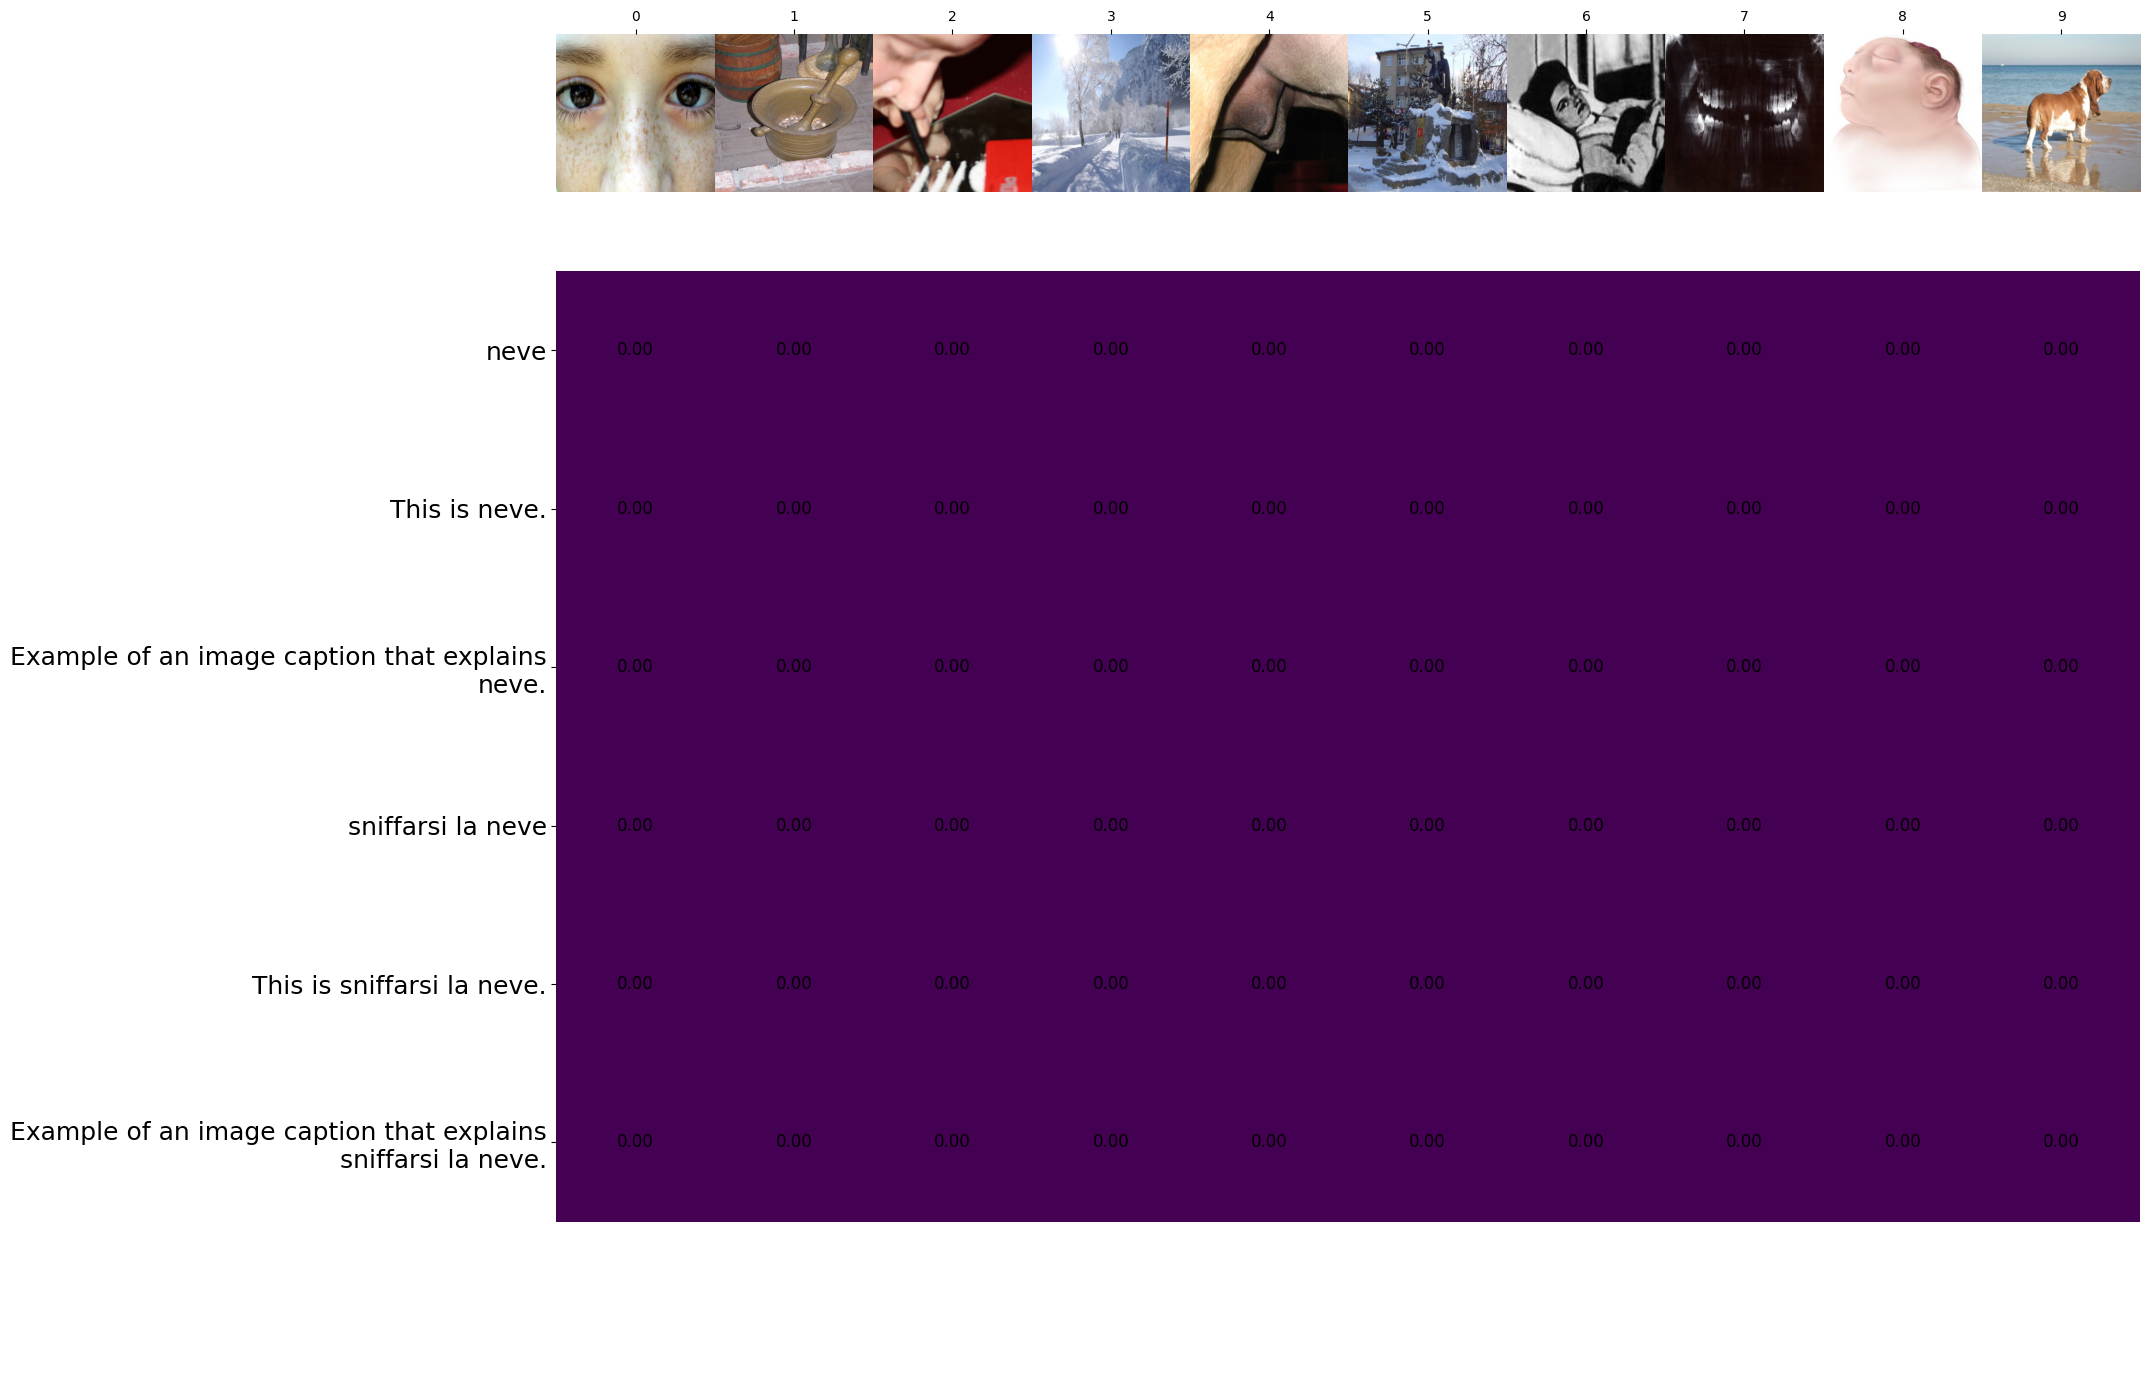 0 1 2 3 4 5 6 7 8 9
neve 0.00 0.00 0.00 0.00 0.00 0.00 0.00 0.00 0.00 0.00
This is neve. 0.00 0.00 0.00 0.00 0.00 0.00 0.00 0.00 0.00 0.00
Example of an image caption that explains
neve. 0.00 0.00 0.00 0.00 0.00 0.00 0.00 0.00 0.00 0.00
sniffarsi la neve 0.00 0.00 0.00 0.00 0.00 0.00 0.00 0.00 0.00 0.00
This is sniffarsi la neve. 0.00 0.00 0.00 0.00 0.00 0.00 0.00 0.00 0.00 0.00
Example of an image caption that explains
sniffarsi la neve. 0.00 0.00 0.00 0.00 0.00 0.00 0.00 0.00 0.00 0.00